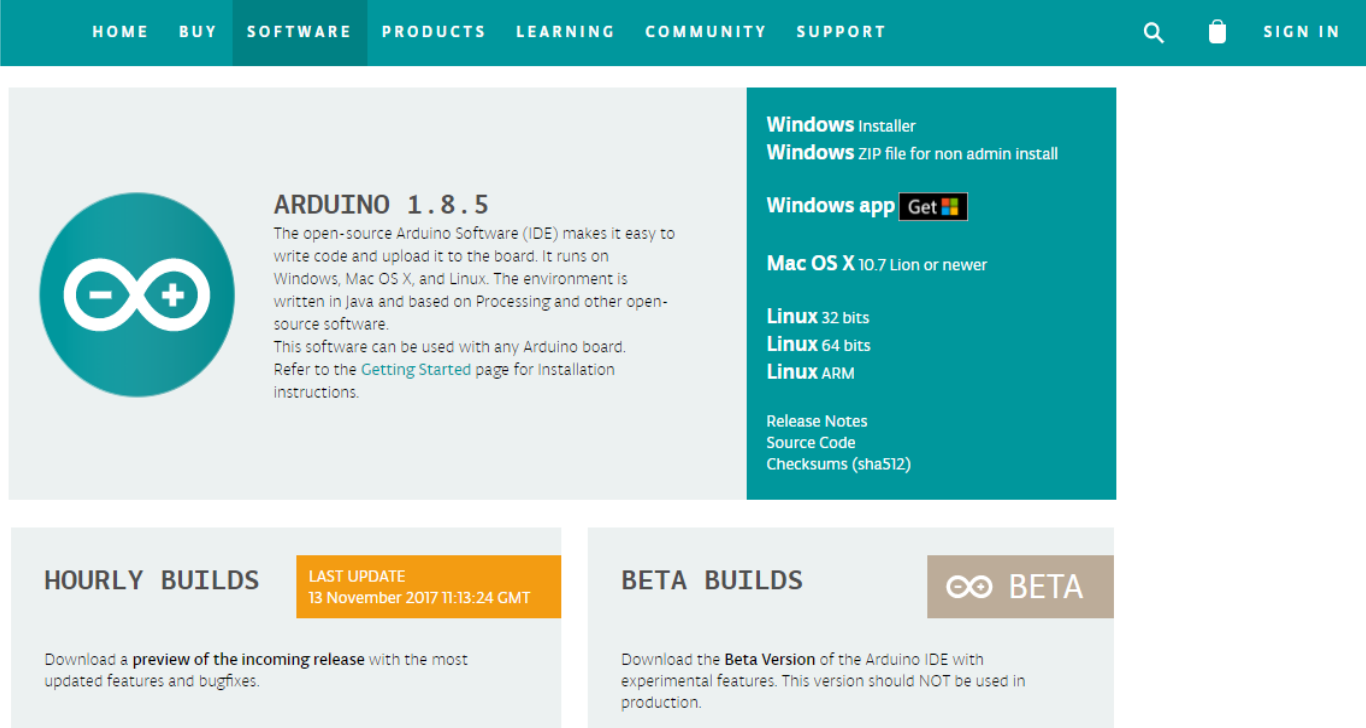 HOME BUY SOFTWARE PRODUCTS LEARNING COMMUNITY SUPPORT SIGN IN
ARDUINO 1.8.5
The open-source Arduino Software (IDE) makes it easy to
write code and upload it to the board. It runs on
Windows, Mac OS X, and Linux. The environment is
written in Java and based on Processing and other open-
source software.
This software can be used with any Arduino board.
Refer to the Getting Started page for Installation
instructions.
Windows Installer
Windows ZIP file for non admin install
Windows app Get
Mac OS X 10.7 Lion or newer
Linux 32 bits
Linux 64 bits
Linux ARM
Release Notes
Source Code
Checksums (sha512)
HOURLY BUILDS
LAST UPDATE
13 November 2017 11:13:24 GMT
Download a preview of the incoming release with the most
updated features and bugfixes.
BETA BUILDS
BETA
Download the Beta Version of the Arduino IDE with
experimental features. This version should NOT be used in
production.